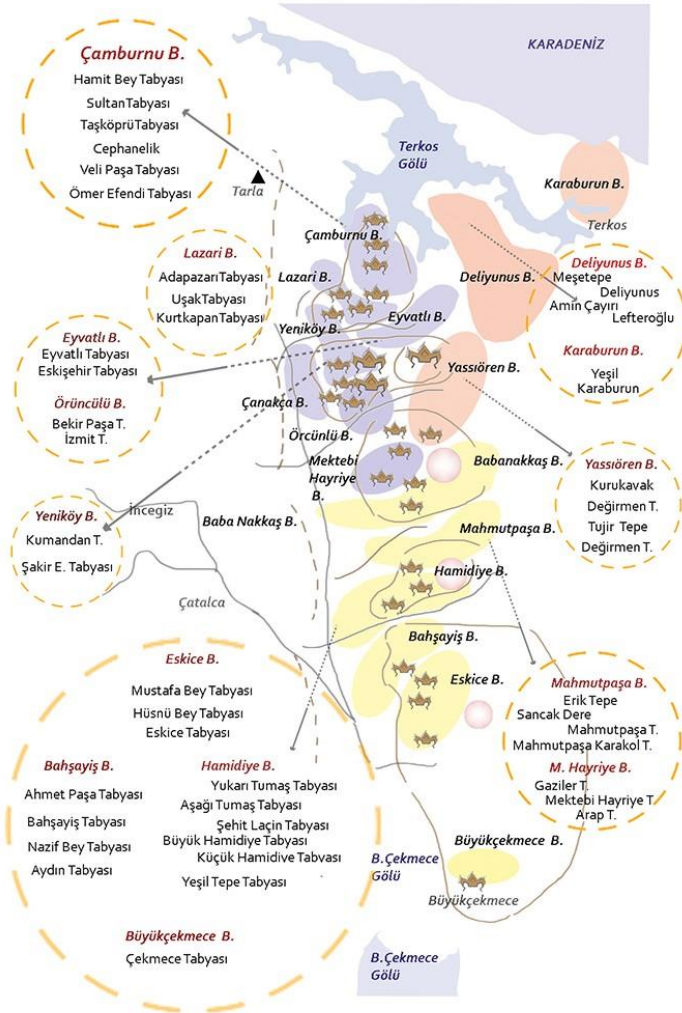 KARADENİZ
Çamburnu B.
Hamit Bey Tabyası
Sultan Tabyası
Taşköprü Tabyası
Cephanelik
Veli Paşa Tabyası
Ömer Efendi Tabyası
Terkos
Gölü
Tarla
Karaburun B.
Terkos
Çamburnu B.
Lazari B.
Adapazarı Tabyası
Uşak Tabyası
Kurtkapan Tabyası
Lazari B.
Deliyunus B.
Deliyunus B.
Meşetepe
Deliyunus
Amin Çayırı
Lefteroğlu
Karaburun B.
Yeşil
Karaburun
Eyvatlı B.
Yeniköy B.
Eyvatlı B.
Eyvatlı Tabyası
Eskişehir Tabyası
Örüncülü B.
Bekir Paşa T.
İzmit T.
Yassıören B.
Çanakça B.
Örcünlü B.
Mektebi
Hayriye
B.
Babanakkaş B.
Yassıören B.
Kurukavak
Değirmen T.
Tujir Tepe
Değirmen T.
Yeniköy B.
Kumandan T.
Şakir E. Tabyası
İncegiz
Baba Nakkaş B.
Mahmutpaşa B.
Hamidiye B.
Çatalca
Bahşayiş B.
Eskice B.
Eskice B.
Mustafa Bey Tabyası
Hüsnü Bey Tabyası
Eskice Tabyası
Mahmutpaşa B.
Erik Tepe
Sancak Dere
Mahmutpaşa T.
Mahmutpaşa Karakol T.
M. Hayriye B.
Gaziler T.
Mektebi Hayriye T.
Arap T.
Bahşayiş B.
Ahmet Paşa Tabyası
Bahşayiş Tabyası
Nazif Bey Tabyası
Aydın Tabyası
Hamidiye B.
Yukarı Tumaş Tabyası
Aşağı Tumaş Tabyası
Şehit Laçin Tabyası
Büyük Hamidiye Tabyası
Küçük Hamidive Tabyası
Yeşil Tepe Tabyası
Büyükçekmece B.
B.Çekmece
Gölü
Büyükçekmece
Büyükçekmece B.
Çekmece Tabyası
B.Çekmece
Gölü